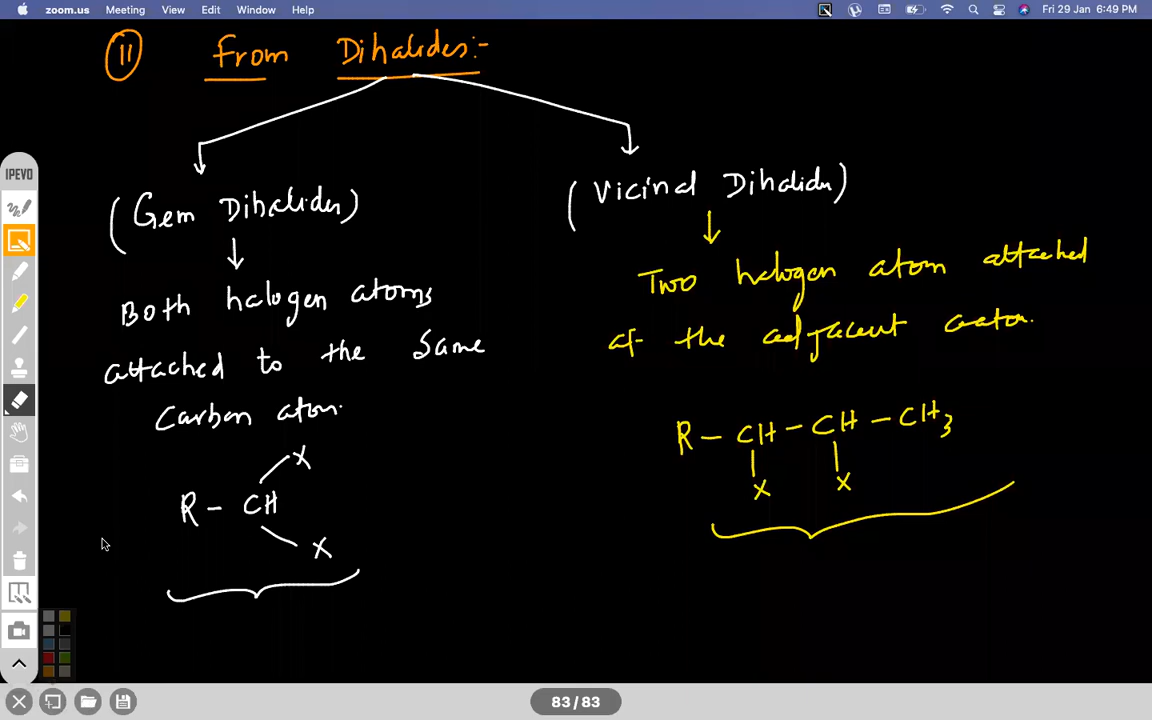 zoom.us Meeting View Edit Window Help
Fri 29 Jan 6:49 PM
11 From Dihalides:-
(Gem Dihalides)
Both halogen atoms
attached to the Same
Carbon atom.
X
R - CH
X
(Vicinal Dihalides)
Two halogen atom attached
at the adjacent
R - CH - CH - CH3
X X
IPEVO
83/83